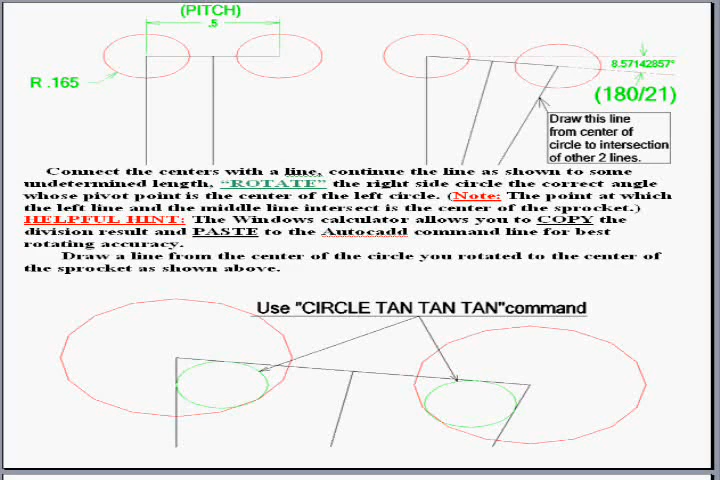 (PITCH)
.5
R .165
8.57142857°
(180/21)
Draw this line
from center of
circle to intersection
of other 2 lines.
Connect the centers with a line, continue the line as shown to some
undetermined length, “ROTATE” the right side circle the correct angle
whose pivot point is the center of the left circle. (Note: The point at which
the left line and the middle line intersect is the center of the sprocket.)
HELPFUL HINT: The Windows calculator allows you to COPY the
division result and PASTE to the Autocadd command line for best
rotating accuracy.
Draw a line from the center of the circle you rotated to the center of
the sprocket as shown above.
Use "CIRCLE TAN TAN TAN"command